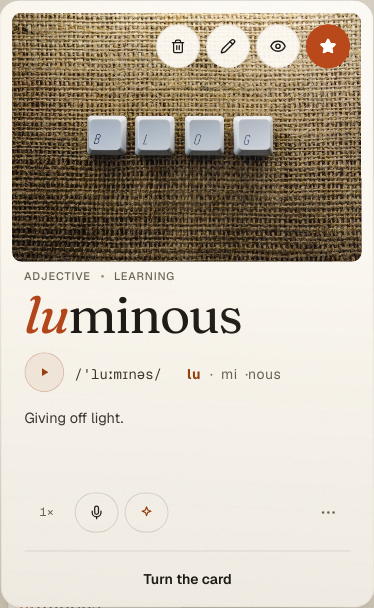 B L O G
ADJECTIVE • LEARNING
luminous
/ˈluːmɪnəs/ lu · mi ·nous
Giving off light.
1×
Turn the card